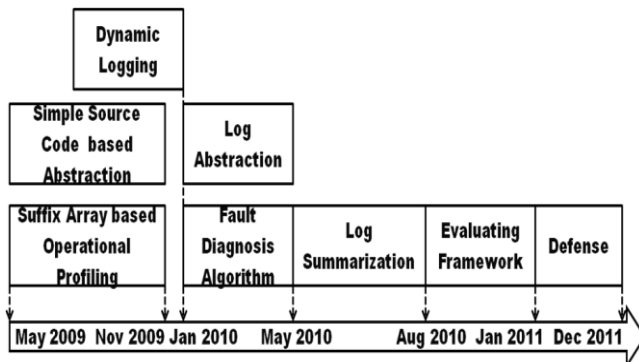 Dynamic
Logging
Simple Source
Code based
Abstraction
Log
Abstraction
Suffix Array based
Operational
Profiling
Fault
Diagnosis
Algorithm
Log
Summarization
Evaluating
Framework
Defense
May 2009 Nov 2009 Jan 2010 May 2010 Aug 2010 Jan 2011 Dec 2011